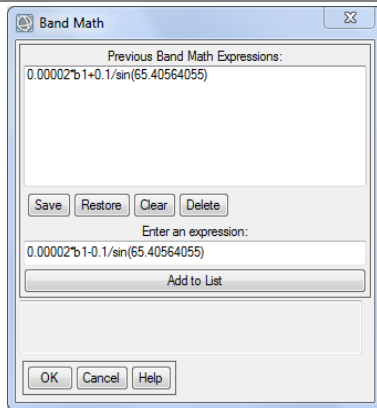 Band Math
Previous Band Math Expressions:
0.00002*b1+0.1/sin(65.40564055)
Save Restore Clear Delete
Enter an expression:
0.00002*b1-0.1/sin(65.40564055)
Add to List
OK Cancel Help